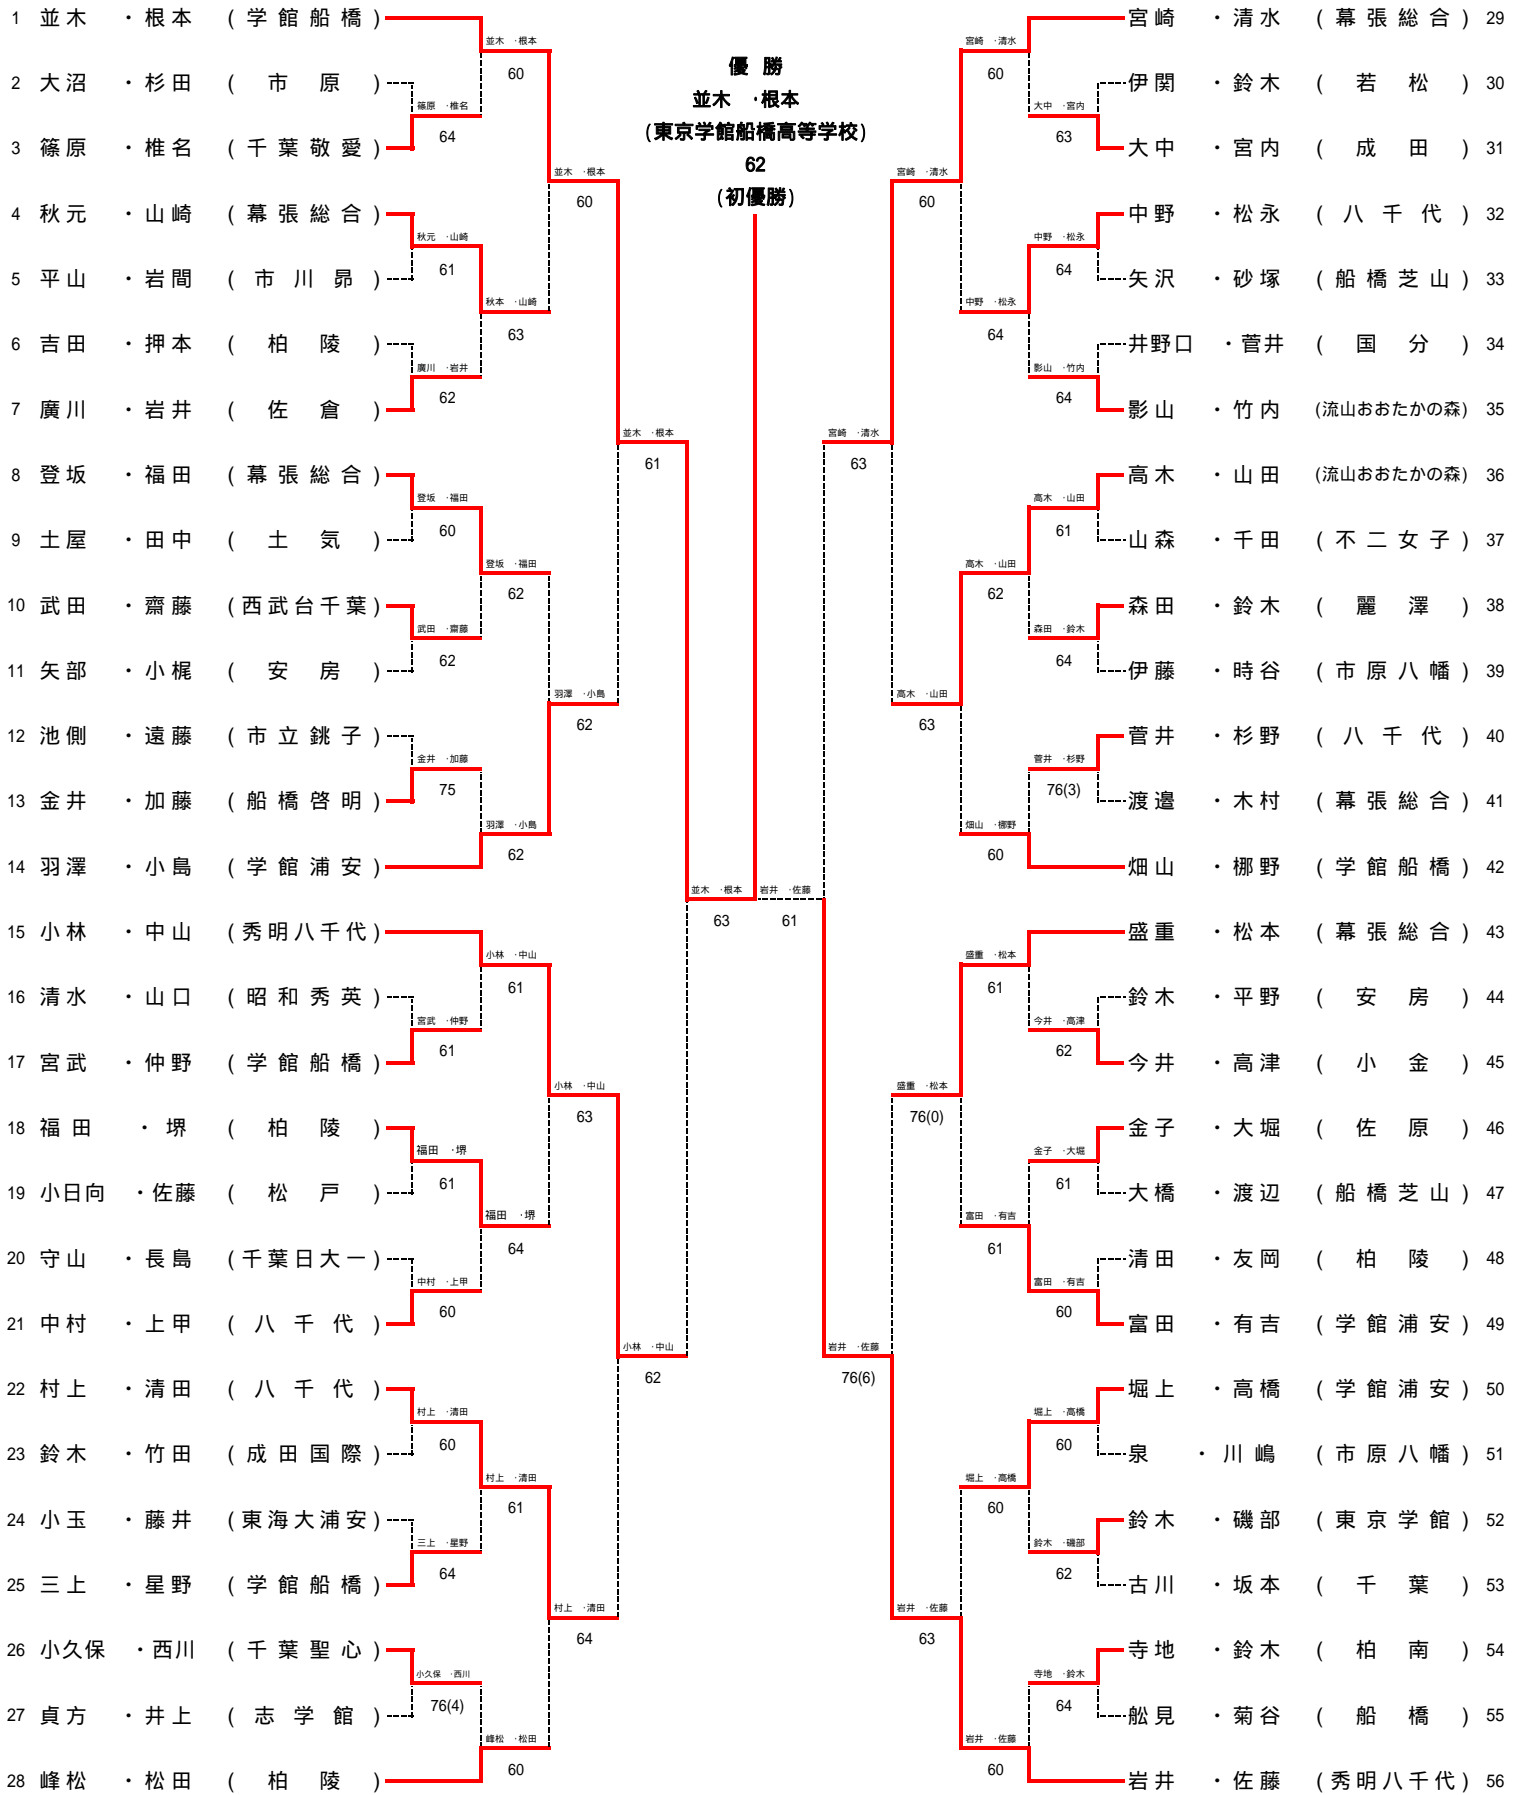 優 勝
並木 ・根本
(東京学館船橋高等学校)
62
(初優勝)
1 並木 ・根本 (学館船橋)
2 大沼 ・杉田 (市原)
3 篠原 ・椎名 (千葉敬愛)
4 秋元 ・山崎 (幕張総合)
5 平山 ・岩間 (市川昴)
6 吉田 ・押本 (柏陵)
7 廣川 ・岩井 (佐倉)
8 登坂 ・福田 (幕張総合)
9 土屋 ・田中 (土気)
10 武田 ・齋藤 (西武台千葉)
11 矢部 ・小梶 (安房)
12 池側 ・遠藤 (市立銚子)
13 金井 ・加藤 (船橋啓明)
14 羽澤 ・小島 (学館浦安)
15 小林 ・中山 (秀明八千代)
16 清水 ・山口 (昭和秀英)
17 宮武 ・仲野 (学館船橋)
18 福田 ・堺 (柏陵)
19 小日向 ・佐藤 (松戸)
20 守山 ・長島 (千葉日大一)
21 中村 ・上甲 (八千代)
22 村上 ・清田 (八千代)
23 鈴木 ・竹田 (成田国際)
24 小玉 ・藤井 (東海大浦安)
25 三上 ・星野 (学館船橋)
26 小久保 ・西川 (千葉聖心)
27 貞方 ・井上 (志学館)
28 峰松 ・松田 (柏陵)
並木 ・根本
60
篠原 ・椎名
64
並木 ・根本
60
秋元 ・山崎
61
秋本 ・山崎
63
廣川 ・岩井
62
並木 ・根本
61
登坂 ・福田
60
登坂 ・福田
62
武田 ・齋藤
62
羽澤 ・小島
62
金井 ・加藤
75
羽澤 ・小島
62
並木 ・根本
63
岩井 ・佐藤
61
小林 ・中山
61
宮武 ・仲野
61
小林 ・中山
63
福田 ・堺
61
福田 ・堺
64
中村 ・上甲
60
小林 ・中山
62
村上 ・清田
60
村上 ・清田
61
三上 ・星野
64
村上 ・清田
64
小久保 ・西川
76(4)
峰松 ・松田
60
宮崎 ・清水 (幕張総合) 29
伊関 ・鈴木 (若松) 30
大中 ・宮内 (成田) 31
中野 ・松永 (八千代) 32
矢沢 ・砂塚 (船橋芝山) 33
井野口 ・菅井 (国分) 34
影山 ・竹内 (流山おおたかの森) 35
高木 ・山田 (流山おおたかの森) 36
山森 ・千田 (不二女子) 37
森田 ・鈴木 (麗澤) 38
伊藤 ・時谷 (市原八幡) 39
菅井 ・杉野 (八千代) 40
渡邉 ・木村 (幕張総合) 41
畑山 ・梛野 (学館船橋) 42
盛重 ・松本 (幕張総合) 43
鈴木 ・平野 (安房) 44
今井 ・高津 (小金) 45
金子 ・大堀 (佐原) 46
大橋 ・渡辺 (船橋芝山) 47
清田 ・友岡 (柏陵) 48
富田 ・有吉 (学館浦安) 49
堀上 ・高橋 (学館浦安) 50
泉 ・川嶋 (市原八幡) 51
鈴木 ・磯部 (東京学館) 52
古川 ・坂本 (千葉) 53
寺地 ・鈴木 (柏南) 54
舩見 ・菊谷 (船橋) 55
岩井 ・佐藤 (秀明八千代) 56
宮崎 ・清水
60
大中 ・宮内
63
宮崎 ・清水
60
中野 ・松永
64
中野 ・松永
64
影山 ・竹内
64
宮崎 ・清水
63
高木 ・山田
61
高木 ・山田
62
森田 ・鈴木
64
高木 ・山田
63
菅井 ・杉野
76(3)
畑山 ・梛野
60
盛重 ・松本
61
今井 ・高津
62
盛重 ・松本
76(0)
金子 ・大堀
61
富田 ・有吉
61
富田 ・有吉
60
岩井 ・佐藤
76(6)
堀上 ・高橋
60
堀上 ・高橋
60
鈴木 ・磯部
62
岩井 ・佐藤
63
寺地 ・鈴木
64
岩井 ・佐藤
60